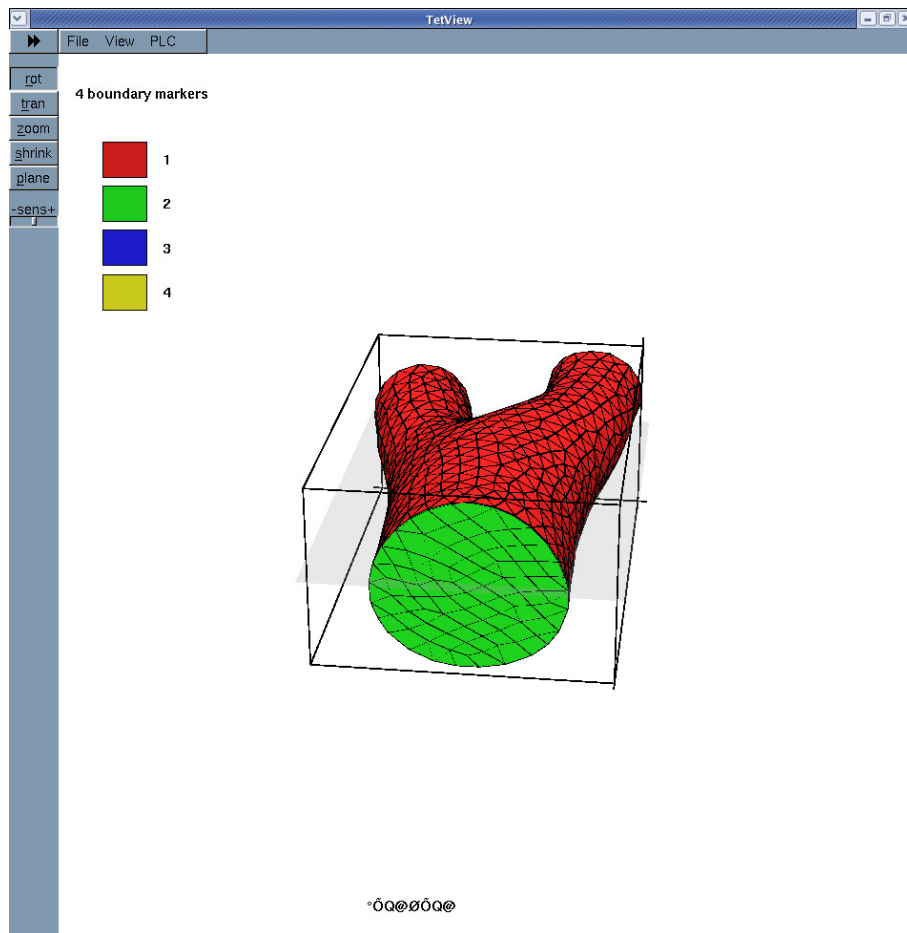 TetView
File View PLC
rot
tran
zoom
shrink
plane
-sens+
4 boundary markers
1
2
3
4
°ÕQ@ØÕQ@